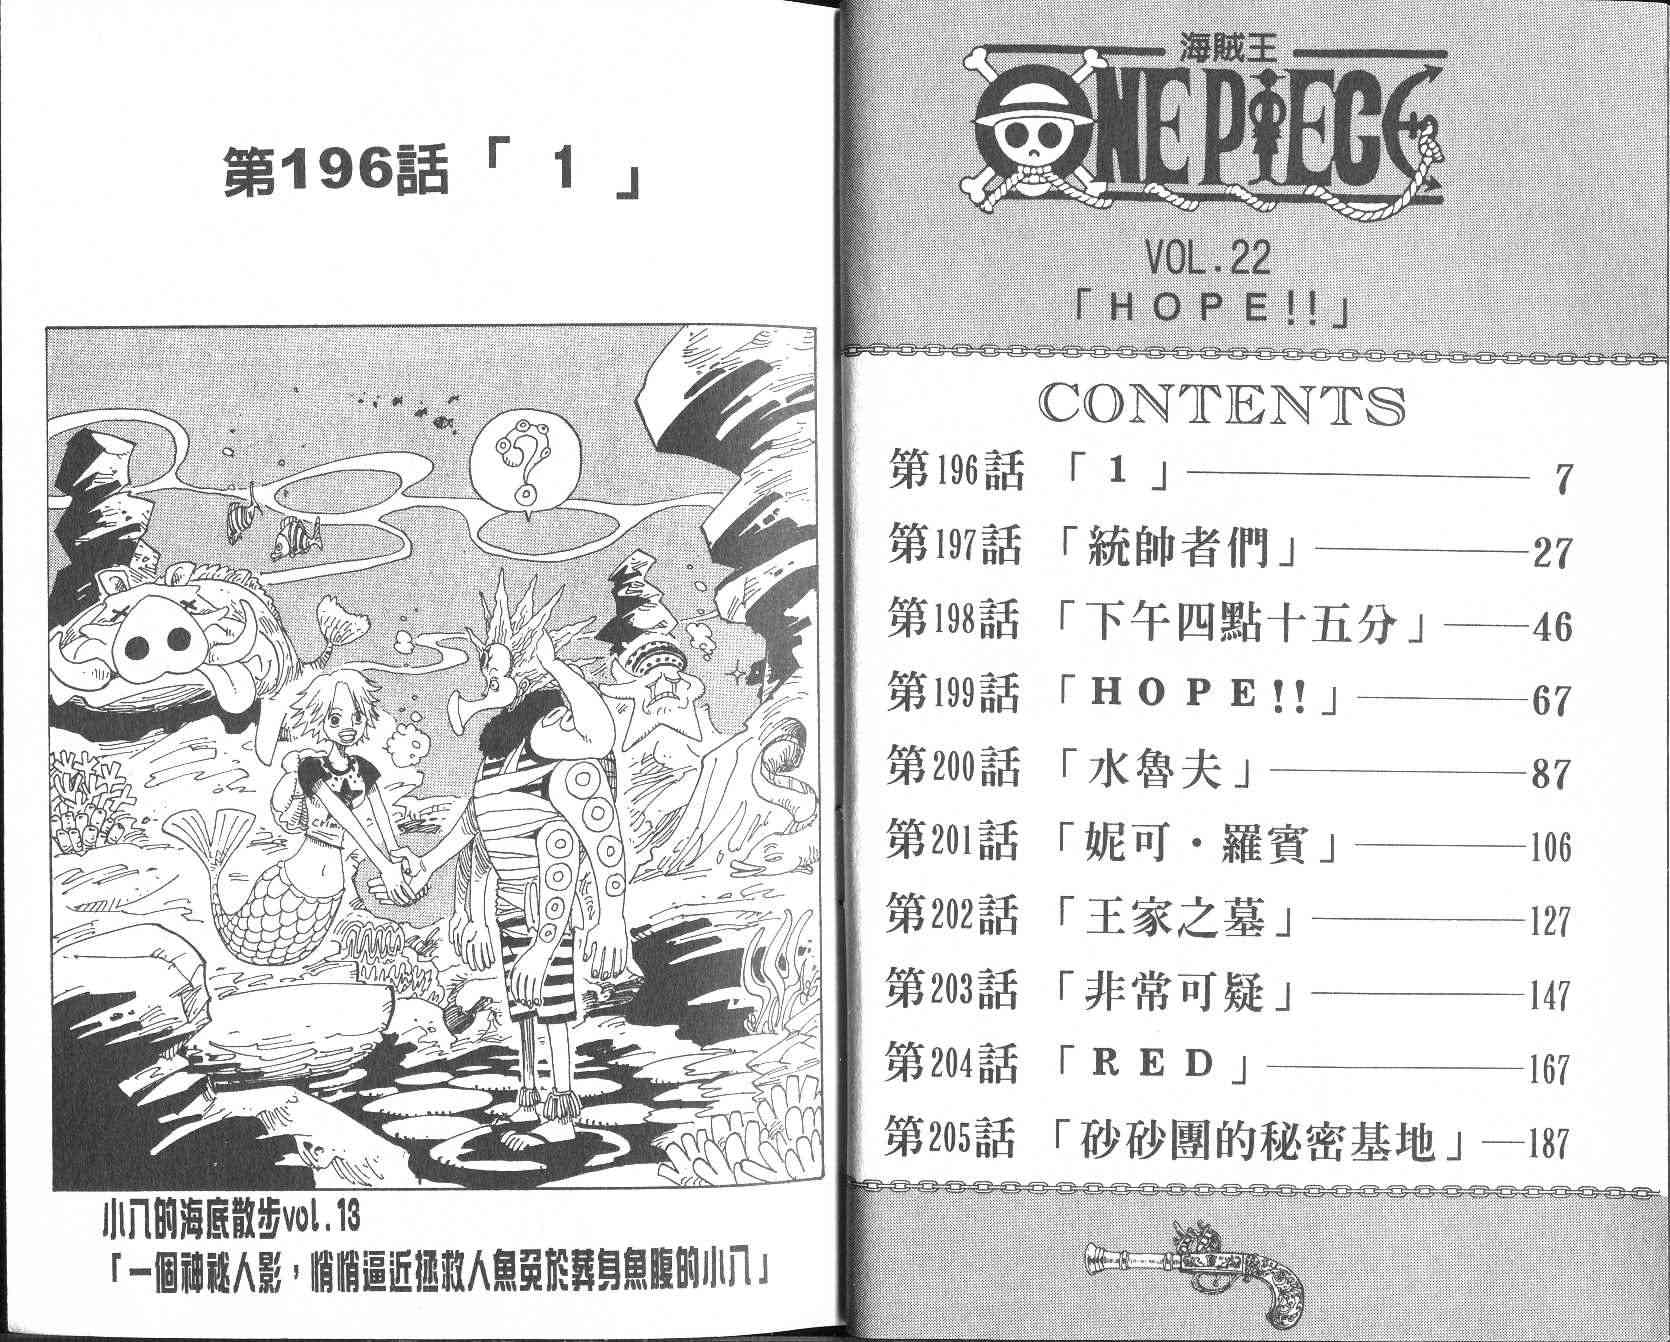 第196話「 1 」
?
Crimi
小八的海底散步vol.13
「一個神祕人影，悄悄逼近拯救人魚免於葬身魚腹的小八」
海賊王
ONE PIECE
VOL.22
「HOPE!!」
CONTENTS
第196話 「1」 7
第197話 「統帥者們」 27
第198話 「下午四點十五分」 46
第199話 「HOPE!!」 67
第200話 「水魯夫」 87
第201話 「妮可・羅賓」 106
第202話 「王家之墓」 127
第203話 「非常可疑」 147
第204話 「RED」 167
第205話 「砂砂團的秘密基地」 187